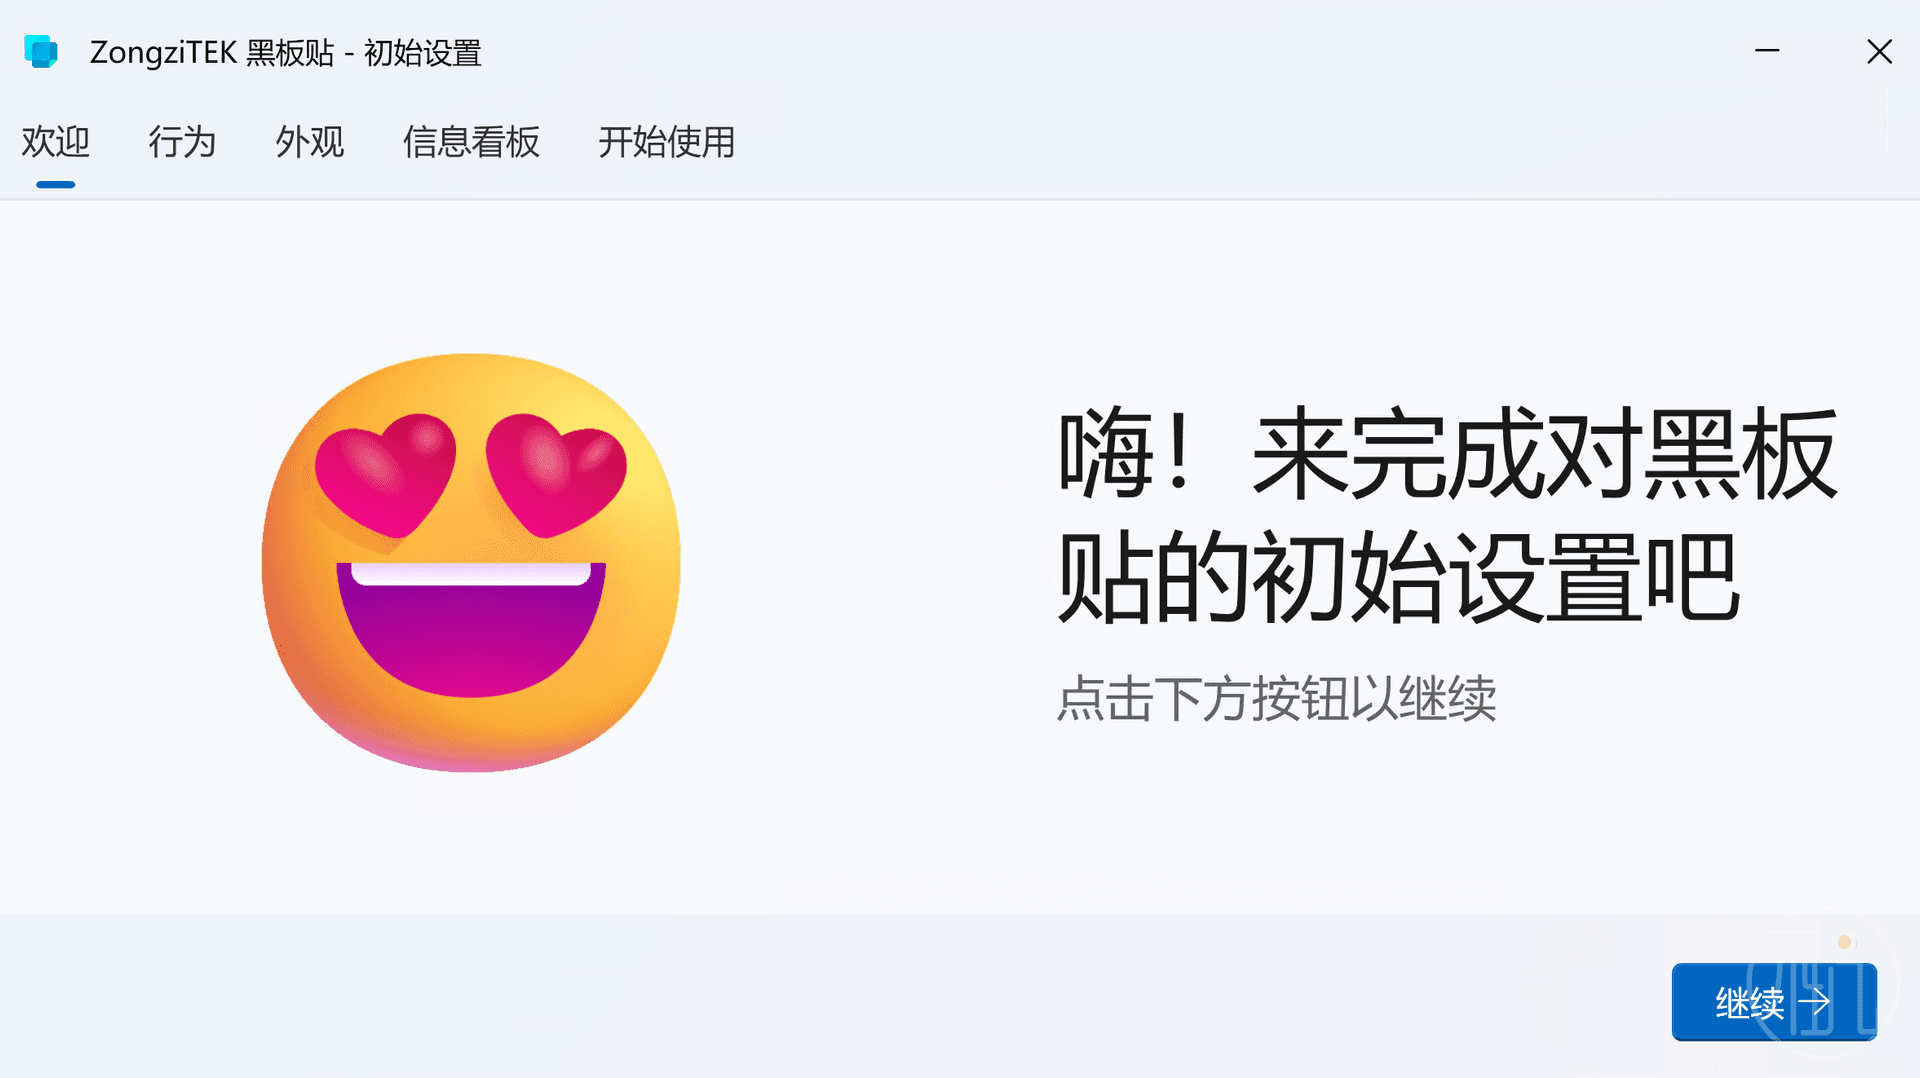 ZongziTEK 黑板贴 - 初始设置
欢迎 行为 外观 信息看板 开始使用
嗨！来完成对黑板
贴的初始设置吧
点击下方按钮以继续
继续